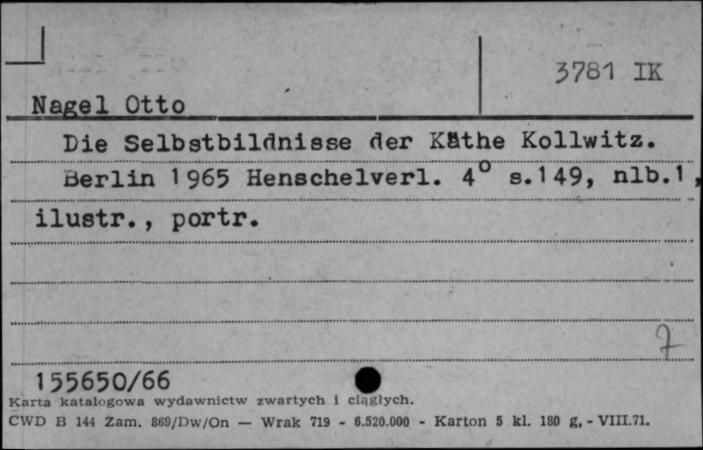 3781 IK
Nagel Otto
Die Selbstbildnisse der Käthe Kollwitz.
Berlin 1965 Henschelverl. 4° s.149, nlb.1,
ilustr., portr.
7
155650/66
Karta katalogowa wydawnictw zwartych i ciągłych.
CWD B 144 Zam. 869/Dw/On — Wrak 719 - 6.520.000 - Karton 5 kl. 180 g. - VIII.71.